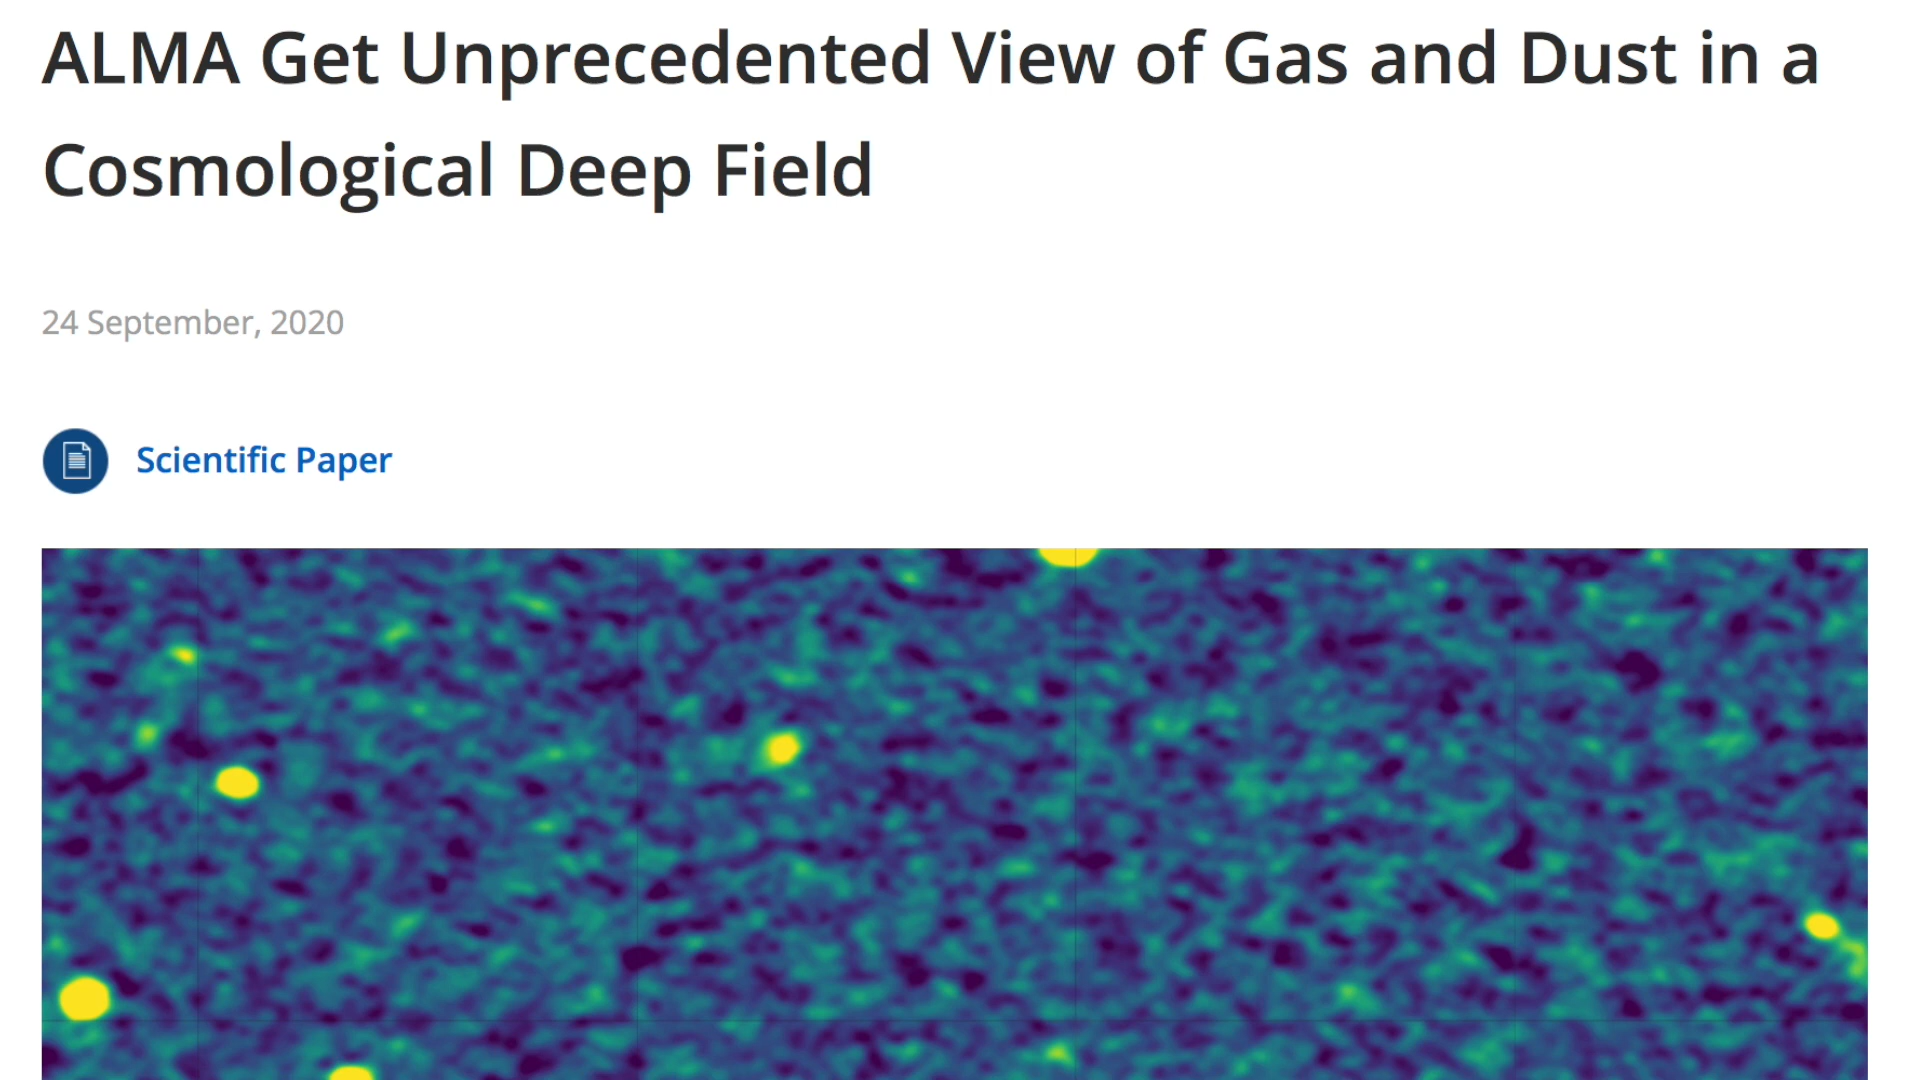 ALMA Get Unprecedented View of Gas and Dust in a
Cosmological Deep Field
24 September, 2020
Scientific Paper